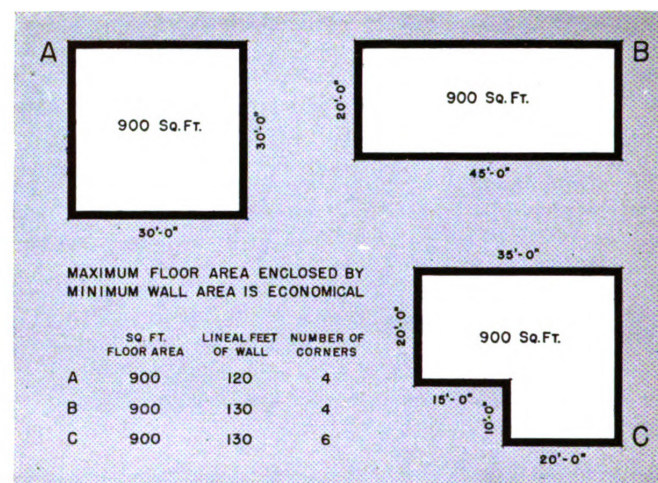 A
900 SQ. FT.
30'-0"
30'-0"
B
900 SQ. FT.
20'-0"
45'-0"
MAXIMUM FLOOR AREA ENCLOSED BY
MINIMUM WALL AREA IS ECONOMICAL
35'-0"
20'-0"
900 SQ. FT.
15'-0"
10'-0"
20'-0"
C
SQ. FT. LINEAL FEET NUMBER OF
FLOOR AREA OF WALL CORNERS
A 900 120 4
B 900 130 4
C 900 130 6